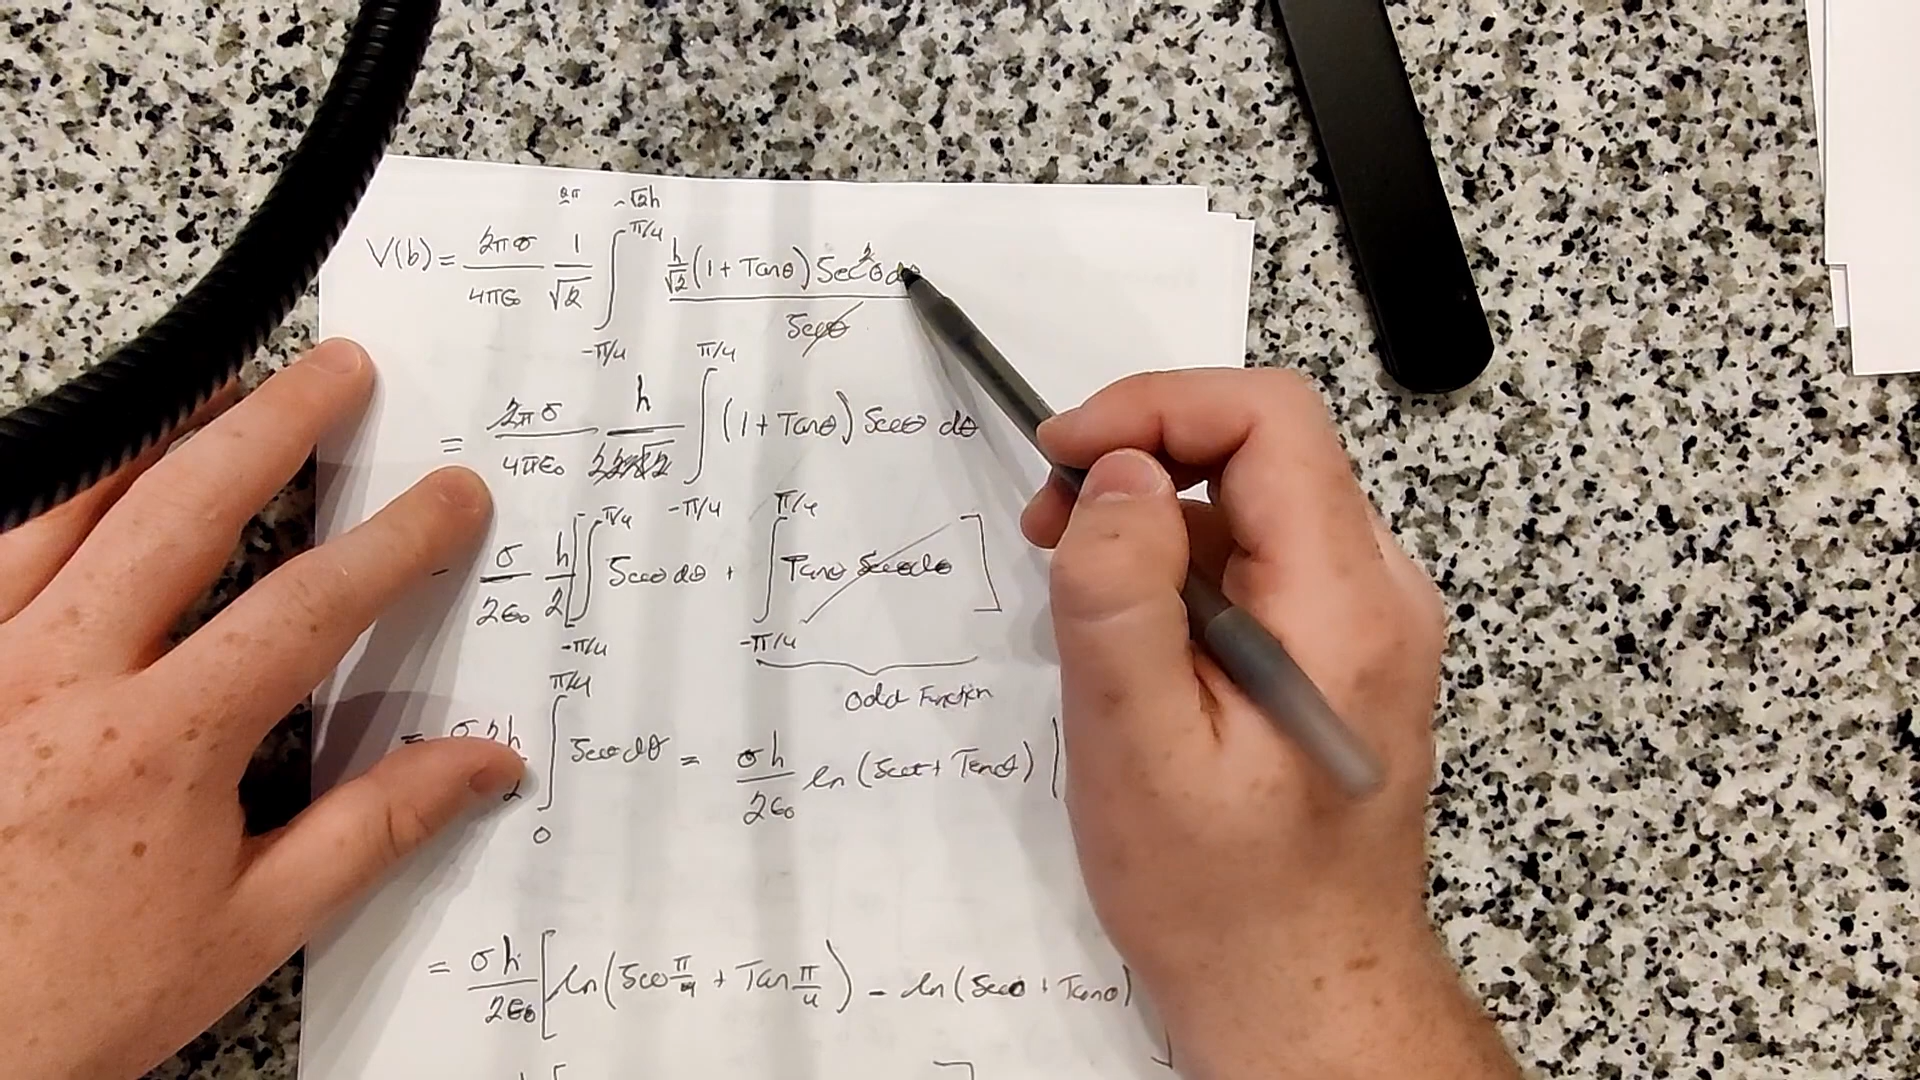 2π √2h
V(b) = 2πσ/4πε₀ 1/√2 ∫_{-π/4}^{π/4} h/√2 (1 + Tanθ) Sec²θ dθ / Secθ
= 2πσ/4πε₀ h/2 ∫_{-π/4}^{π/4} (1 + Tanθ) Secθ dθ
= σ/2ε₀ h/2 [∫_{-π/4}^{π/4} Secθ dθ + ∫_{-π/4}^{π/4} Tanθ Secθ dθ]
odd Function
= σ 2h 2 ∫_0^{π/4} Secθ dθ = σh/2ε₀ ln (Secθ + Tanθ) |
= σh/2ε₀ [ln (Sec π/4 + Tan π/4) - ln (Sec0 + Tan0)